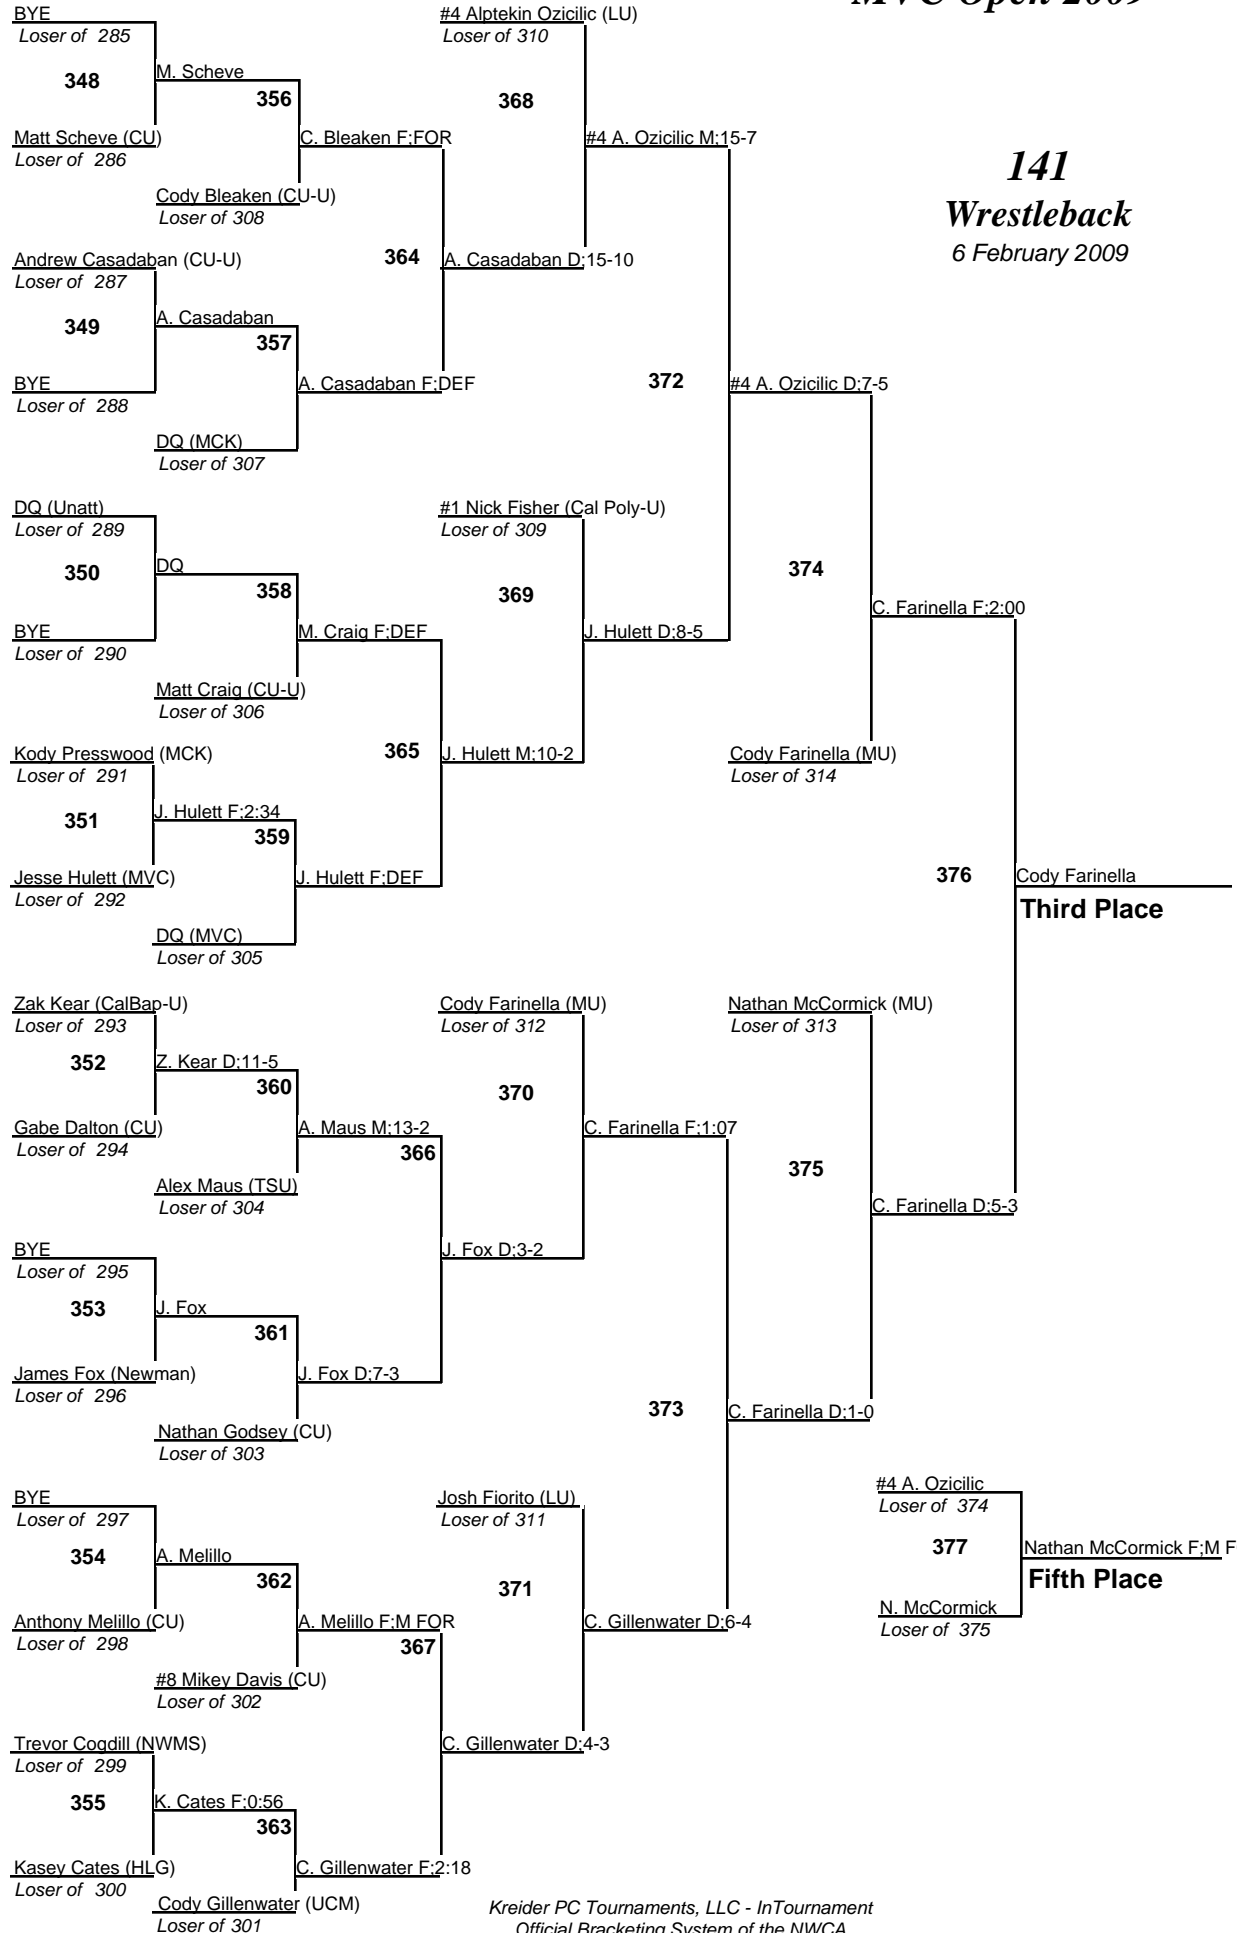 MVC Open 2009
141
Wrestleback
6 February 2009
BYE
Loser of 285
348
M. Scheve
356
Matt Scheve (CU)
Loser of 286
C. Bleaken F;FOR
Cody Bleaken (CU-U)
Loser of 308
364
Andrew Casadaban (CU-U)
Loser of 287
349
A. Casadaban
357
BYE
Loser of 288
A. Casadaban F;DEF
DQ (MCK)
Loser of 307
#4 Alptekin Ozicilic (LU)
Loser of 310
368
A. Casadaban D;15-10
#4 A. Ozicilic M;15-7
372
#4 A. Ozicilic D;7-5
DQ (Unatt)
Loser of 289
350
DQ
358
BYE
Loser of 290
M. Craig F;DEF
Matt Craig (CU-U)
Loser of 306
365
Kody Presswood (MCK)
Loser of 291
351
J. Hulett F;2:34
359
Jesse Hulett (MVC)
Loser of 292
J. Hulett F;DEF
DQ (MVC)
Loser of 305
#1 Nick Fisher (Cal Poly-U)
Loser of 309
369
J. Hulett D;8-5
J. Hulett M;10-2
374
C. Farinella F;2:00
Cody Farinella (MU)
Loser of 314
376
Cody Farinella
Third Place
Zak Kear (CalBap-U)
Loser of 293
352
Z. Kear D;11-5
360
Gabe Dalton (CU)
Loser of 294
A. Maus M;13-2
366
Alex Maus (TSU)
Loser of 304
BYE
Loser of 295
353
J. Fox
361
James Fox (Newman)
Loser of 296
J. Fox D;7-3
Nathan Godsey (CU)
Loser of 303
Cody Farinella (MU)
Loser of 312
370
C. Farinella F;1:07
J. Fox D;3-2
Nathan McCormick (MU)
Loser of 313
375
C. Farinella D;5-3
373
C. Farinella D;1-0
BYE
Loser of 297
354
A. Melillo
362
Anthony Melillo (CU)
Loser of 298
A. Melillo F;M FOR
367
#8 Mikey Davis (CU)
Loser of 302
Trevor Cogdill (NWMS)
Loser of 299
355
K. Cates F;0:56
363
Kasey Cates (HLG)
Loser of 300
C. Gillenwater F;2:18
Cody Gillenwater (UCM)
Loser of 301
Josh Fiorito (LU)
Loser of 311
371
C. Gillenwater D;6-4
C. Gillenwater D;4-3
#4 A. Ozicilic
Loser of 374
377
Nathan McCormick F;M F
Fifth Place
N. McCormick
Loser of 375
Kreider PC Tournaments, LLC - InTournament
Official Bracketing System of the NWCA